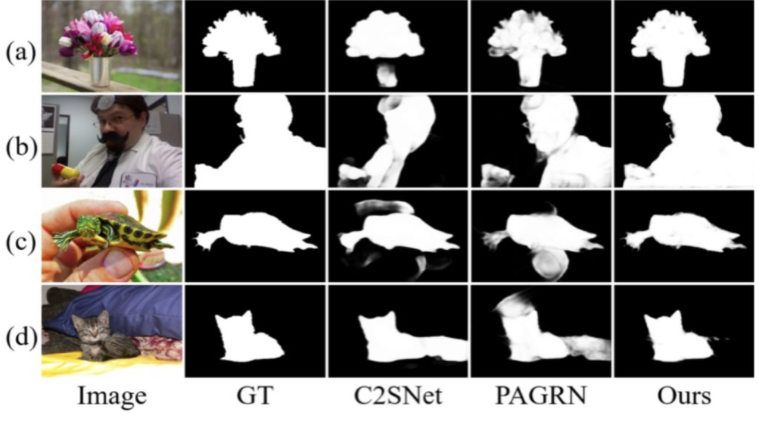 (a)
(b)
(c)
(d)
Image GT C2SNet PAGRN Ours